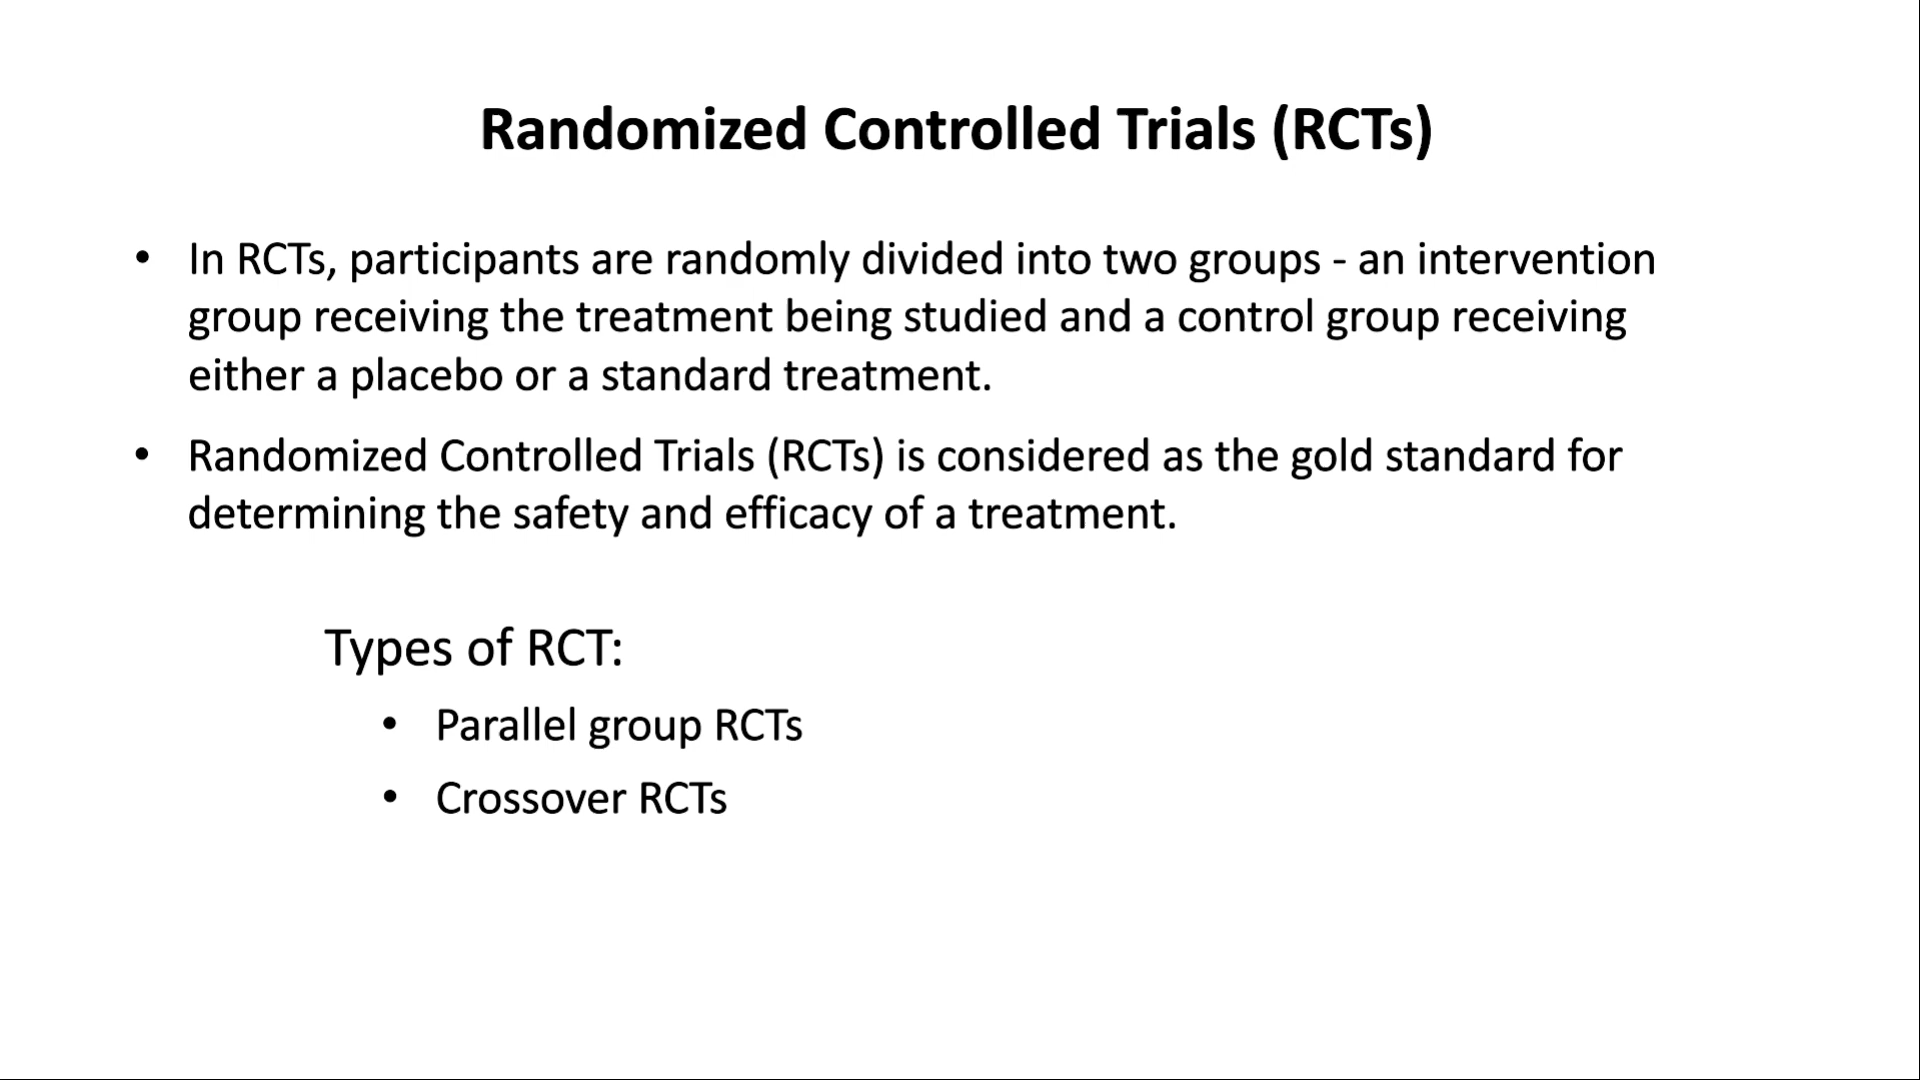 Randomized Controlled Trials (RCTs)
• In RCTs, participants are randomly divided into two groups - an intervention
group receiving the treatment being studied and a control group receiving
either a placebo or a standard treatment.
• Randomized Controlled Trials (RCTs) is considered as the gold standard for
determining the safety and efficacy of a treatment.
Types of RCT:
• Parallel group RCTs
• Crossover RCTs